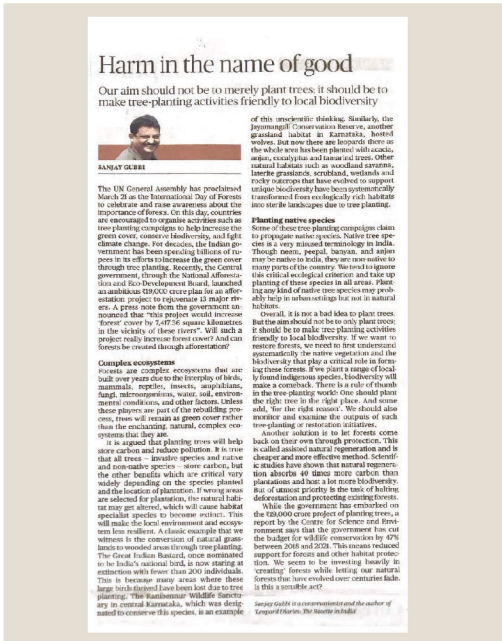 Harm in the name of good
Our aim should not be to merely plant trees; it should be to
make tree-planting activities friendly to local biodiversity
SANJAY GUBBI
The UN General Assembly has proclaimed
March 21 as the International Day of Forests
to celebrate and raise awareness about the
importance of forests. On this day, countries
are encouraged to organise activities such as
tree planting campaigns to help increase the
green cover, conserve biodiversity, and fight
climate change. For decades, the Indian go-
vernment has been spending billions of ru-
pees in its efforts to increase the green cover
through tree planting. Recently, the Central
government, through the National Afforesta-
tion and Eco-Development Board, launched
an ambitious ₹19,000 crore plan for an affor-
estation project to rejuvenate 13 major riv-
ers. A press note from the government an-
nounced that “this project would increase
‘forest’ cover by 7,417.36 square kilometres
in the vicinity of these rivers”. Will such a
project really increase forest cover? And can
forests be created through afforestation?
Complex ecosystems
Forests are complex ecosystems that are
built over years due to the interplay of birds,
mammals, reptiles, insects, amphibians,
fungi, microorganisms, water, soil, environ-
mental conditions, and other factors. Unless
these players are part of the rebuilding pro-
cess, trees will remain as green cover rather
than the enchanting, natural, complex eco-
systems that they are.
It is argued that planting trees will help
store carbon and reduce pollution. It is true
that all trees – invasive species and native
and non-native species – store carbon, but
the other benefits which are critical vary
widely depending on the species planted
and the location of plantation. If wrong areas
are selected for plantation, the natural habi-
tat may get altered, which will cause habitat
specialist species to become extinct. This
will make the local environment and ecosys-
tem less resilient. A classic example that we
witness is the conversion of natural grass-
lands to wooded areas through tree planting.
The Great Indian Bustard, once nominated
to be India’s national bird, is now staring at
extinction with fewer than 200 individuals.
This is because many areas where these
large birds thrived have been lost due to tree
planting. The Ranibennur Wildlife Sanctu-
ary in central Karnataka, which was desig-
nated to conserve this species, is an example
of this unscientific thinking. Similarly, the
Jayamangali Conservation Reserve, another
grassland habitat in Karnataka, hosted
wolves. But now there are leopards there as
the whole area has been planted with acacia,
anjan, eucalyptus and tamarind trees. Other
natural habitats such as woodland savanna,
laterite grasslands, scrubland, wetlands and
rocky outcrops that have evolved to support
unique biodiversity have been systematically
transformed from ecologically rich habitats
into sterile landscapes due to tree planting.
Planting native species
Some of these tree-planting campaigns claim
to propagate native species. Native tree spe-
cies is a very misused terminology in India.
Though neem, peepal, banyan, and anjan
may be native to India, they are non-native to
many parts of the country. We tend to ignore
this critical ecological criterion and take up
planting of these species in all areas. Plant-
ing any kind of native tree species may prob-
ably help in urban settings but not in natural
habitats.
Overall, it is not a bad idea to plant trees.
But the aim should not be to only plant trees;
it should be to make tree planting activities
friendly to local biodiversity. If we want to
restore forests, we need to first understand
systematically the native vegetation and the
biodiversity that play a critical role in form-
ing these forests. If we plant a range of local-
ly found indigenous species, biodiversity will
make a comeback. There is a rule of thumb
in the tree-planting world: One should plant
the right tree in the right place. And some
add, ‘for the right reason’. We should also
monitor and examine the outputs of such
tree-planting or restoration initiatives.
Another solution is to let forests come
back on their own through protection. This
is called assisted natural regeneration and is
cheaper and more effective method. Scientif-
ic studies have shown that natural regenera-
tion absorbs 40 times more carbon than
plantations and host a lot more biodiversity.
But of utmost priority is the task of halting
deforestation and protecting existing forests.
While the government has embarked on
the ₹19,000 crore project of planting trees, a
report by the Centre for Science and Envi-
ronment says that the government has cut
the budget for wildlife conservation by 47%
between 2018 and 2021. This means reduced
support for forests and other habitat protec-
tion. We seem to be investing heavily in
‘creating’ forests while letting our natural
forests that have evolved over centuries fade.
Is this a sensible act?
Sanjay Gubbi is a conservationist and the author of
‘Leopard Diaries: The Rosette in India’